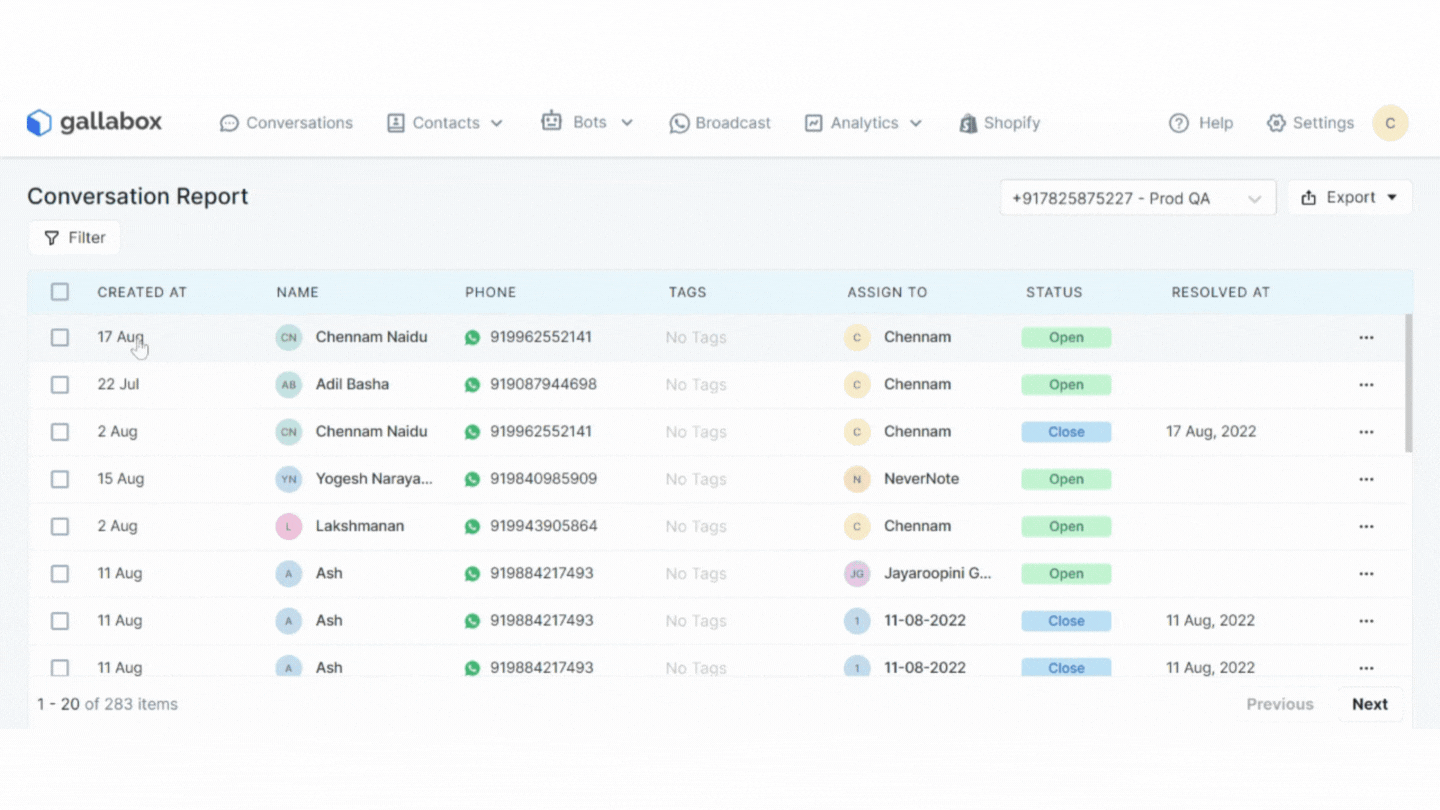 gallabox Conversations Contacts Bots Broadcast Analytics Shopify Help Settings C
Conversation Report +917825875227 - Prod QA Export
Filter
CREATED AT NAME PHONE TAGS ASSIGN TO STATUS RESOLVED AT
17 Aug CN Chennam Naidu 919962552141 No Tags C Chennam Open ...
22 Jul AB Adil Basha 919087944698 No Tags C Chennam Open ...
2 Aug CN Chennam Naidu 919962552141 No Tags C Chennam Close 17 Aug, 2022 ...
15 Aug YN Yogesh Naraya... 919840985909 No Tags N NeverNote Open ...
2 Aug L Lakshmanan 919943905864 No Tags C Chennam Open ...
11 Aug A Ash 919884217493 No Tags JG Jayaroopini G... Open ...
11 Aug A Ash 919884217493 No Tags 1 11-08-2022 Close 11 Aug, 2022 ...
11 Aug A Ash 919884217493 No Tags 1 11-08-2022 Close 11 Aug, 2022 ...
1 - 20 of 283 items Previous Next